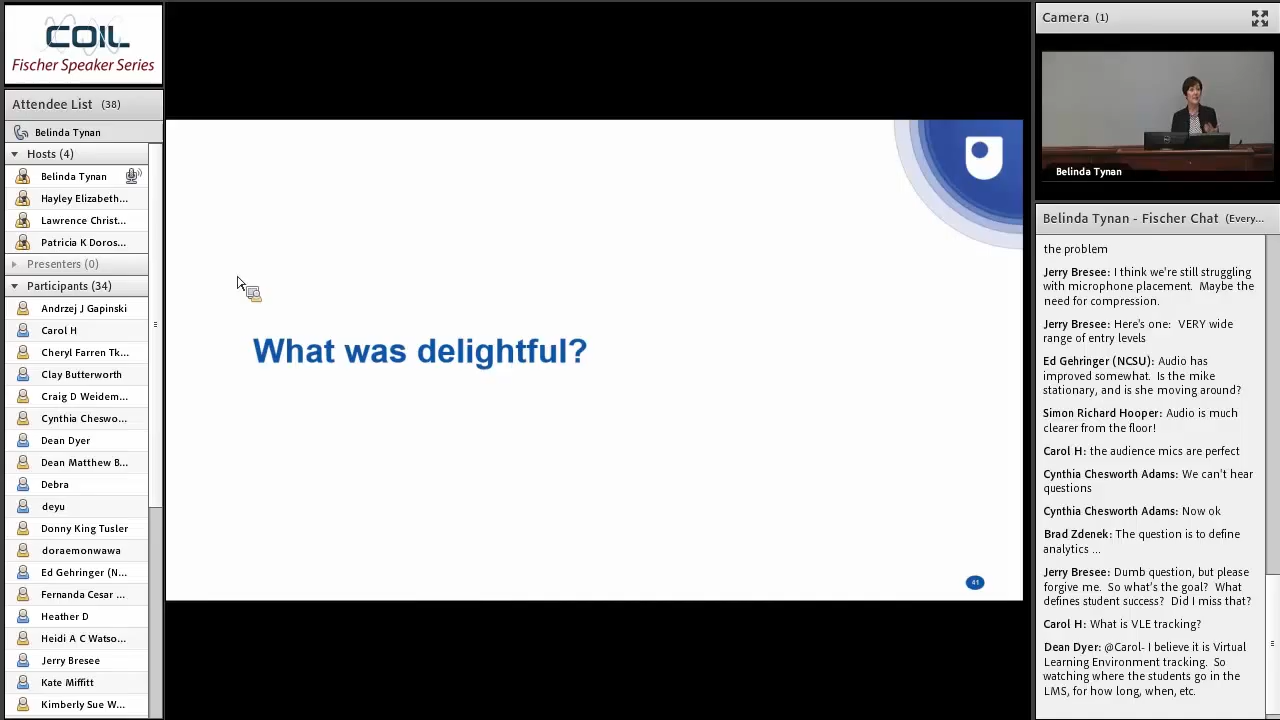 COIL
Fischer Speaker Series
Attendee List (38)
Belinda Tynan
Hosts (4)
Belinda Tynan
Hayley Elizabeth...
Lawrence Christ...
Patricia K Doros...
Presenters (0)
Participants (34)
Andrzej J Gapinski
Carol H
Cheryl Farren Tk...
Clay Butterworth
Craig D Weidem...
Cynthia Cheswo...
Dean Dyer
Dean Matthew B...
Debra
deyu
Donny King Tusler
doraemonwawa
Ed Gehringer (N...
Fernanda Cesar ...
Heather D
Heidi A C Watso...
Jerry Bresee
Kate Miffitt
Kimberly Sue W...
What was delightful?
41
Camera (1)
Belinda Tynan
Belinda Tynan - Fischer Chat (Every...
the problem
Jerry Bresee: I think we're still struggling
with microphone placement. Maybe the
need for compression.
Jerry Bresee: Here's one: VERY wide
range of entry levels
Ed Gehringer (NCSU): Audio has
improved somewhat. Is the mike
stationary, and is she moving around?
Simon Richard Hooper: Audio is much
clearer from the floor!
Carol H: the audience mics are perfect
Cynthia Chesworth Adams: We can't hear
questions
Cynthia Chesworth Adams: Now ok
Brad Zdenek: The question is to define
analytics ...
Jerry Bresee: Dumb question, but please
forgive me. So what's the goal? What
defines student success? Did I miss that?
Carol H: What is VLE tracking?
Dean Dyer: @Carol- I believe it is Virtual
Learning Environment tracking. So
watching where the students go in the
LMS, for how long, when, etc.